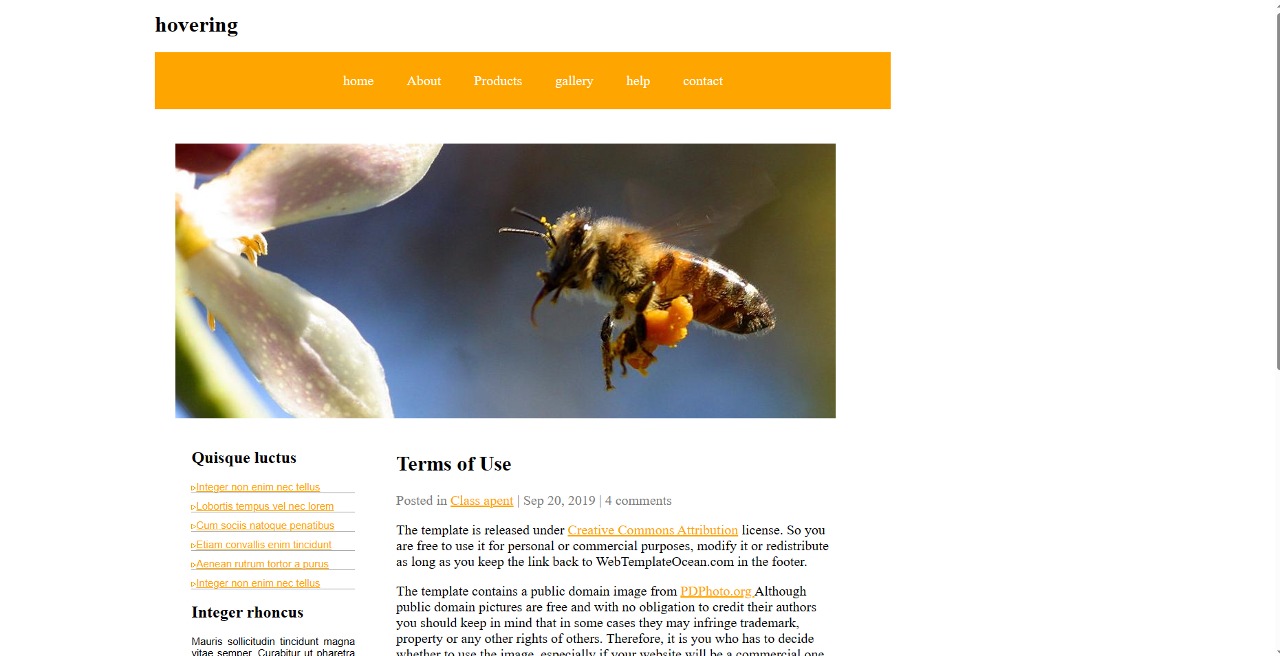 hovering
home About Products gallery help contact
Quisque luctus
Integer non enim nec tellus
Lobortis tempus vel nec lorem
Cum sociis natoque penatibus
Etiam convallis enim tincidunt
Aenean rutrum tortor a purus
Integer non enim nec tellus
Integer rhoncus
Mauris sollicitudin tincidunt magna
vitae semper. Curabitur ut pharetra
Terms of Use
Posted in Class apent | Sep 20, 2019 | 4 comments
The template is released under Creative Commons Attribution license. So you
are free to use it for personal or commercial purposes, modify it or redistribute
as long as you keep the link back to WebTemplateOcean.com in the footer.
The template contains a public domain image from PDPhoto.org Although
public domain pictures are free and with no obligation to credit their authors
you should keep in mind that in some cases they may infringe trademark,
property or any other rights of others. Therefore, it is you who has to decide
whether to use the image, especially if your website will be a commercial one